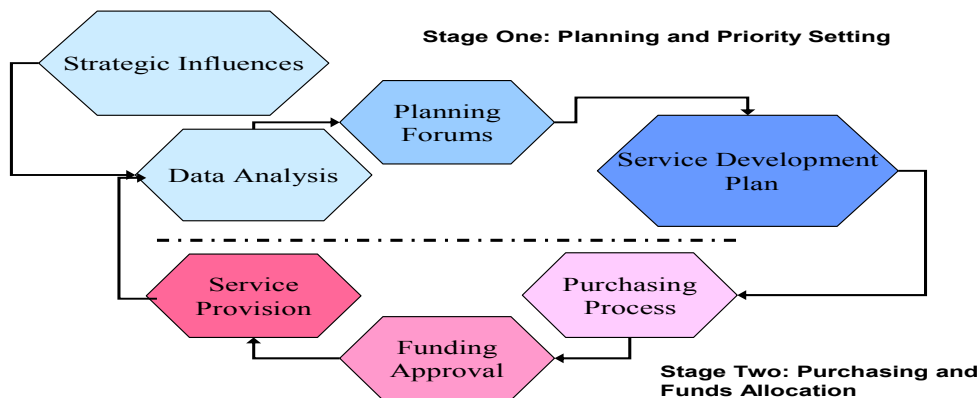 Stage One: Planning and Priority Setting
Strategic Influences
Planning
Forums
Data Analysis
Service Development
Plan
Service
Provision
Purchasing
Process
Funding
Approval
Stage Two: Purchasing and
Funds Allocation